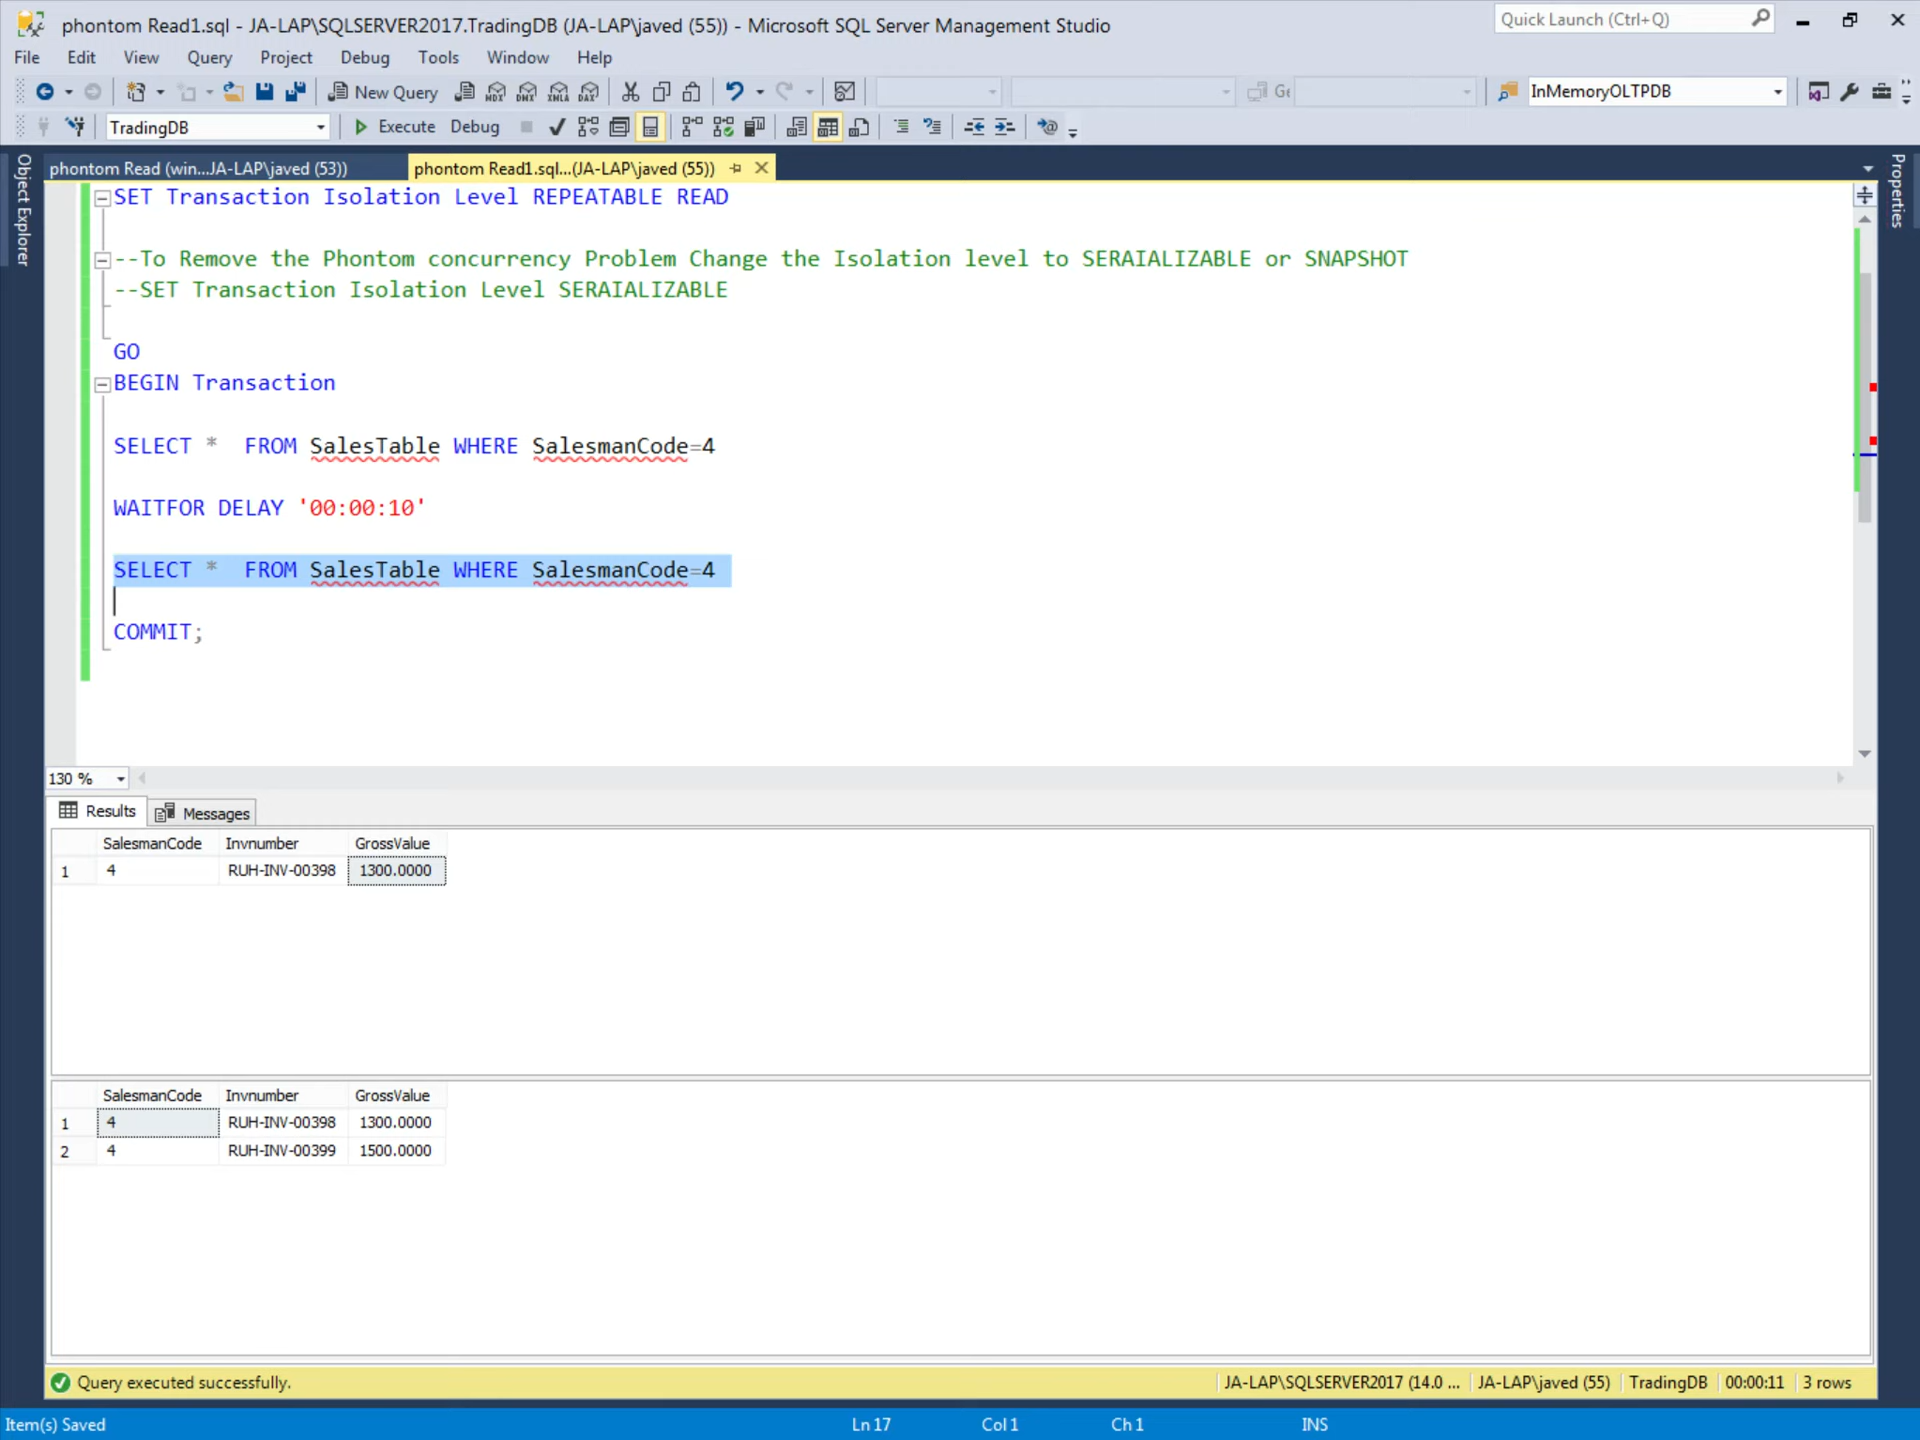 phontom Read1.sql - JA-LAP\SQLSERVER2017.TradingDB (JA-LAP\javed (55)) - Microsoft SQL Server Management Studio
Quick Launch (Ctrl+Q)
File Edit View Query Project Debug Tools Window Help
New Query
MDX DMX XMLA DAX
Ge
InMemoryOLTPDB
TradingDB
Execute Debug
Object Explorer
phontom Read (win...JA-LAP\javed (53))
phontom Read1.sql...(JA-LAP\javed (55))
Properties
SET Transaction Isolation Level REPEATABLE READ
--To Remove the Phontom concurrency Problem Change the Isolation level to SERAIALIZABLE or SNAPSHOT
--SET Transaction Isolation Level SERAIALIZABLE
GO
BEGIN Transaction
SELECT *  FROM SalesTable WHERE SalesmanCode=4
WAITFOR DELAY '00:00:10'
SELECT *  FROM SalesTable WHERE SalesmanCode=4
COMMIT;
130 %
Results Messages
SalesmanCode Invnumber GrossValue
1 4 RUH-INV-00398 1300.0000
SalesmanCode Invnumber GrossValue
1 4 RUH-INV-00398 1300.0000
2 4 RUH-INV-00399 1500.0000
Query executed successfully.
JA-LAP\SQLSERVER2017 (14.0 ... JA-LAP\javed (55) TradingDB 00:00:11 3 rows
Item(s) Saved
Ln 17 Col 1 Ch 1 INS